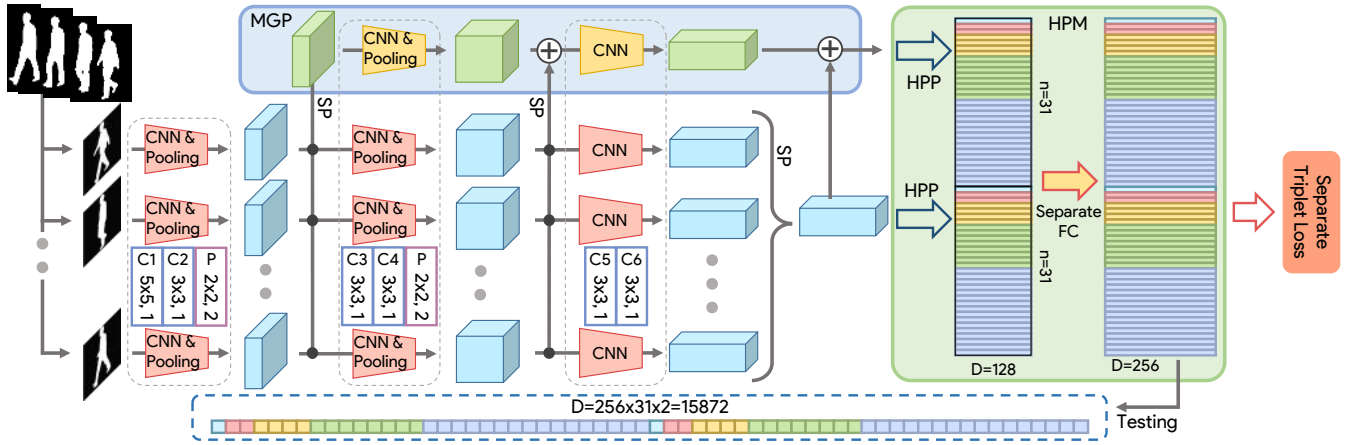 MGP
CNN &
Pooling
CNN
SP
SP
HPP
HPM
n=31
n=31
HPP
Separate
FC
D=128
D=256
Separate
Triplet Loss
CNN &
Pooling
CNN &
Pooling
CNN
SP
CNN &
Pooling
CNN &
Pooling
CNN
C1
5x5, 1
C2
3x3, 1
P
2x2, 2
C3
3x3, 1
C4
3x3, 1
P
2x2, 2
C5
3x3, 1
C6
3x3, 1
CNN &
Pooling
CNN &
Pooling
CNN
D=256x31x2=15872
Testing